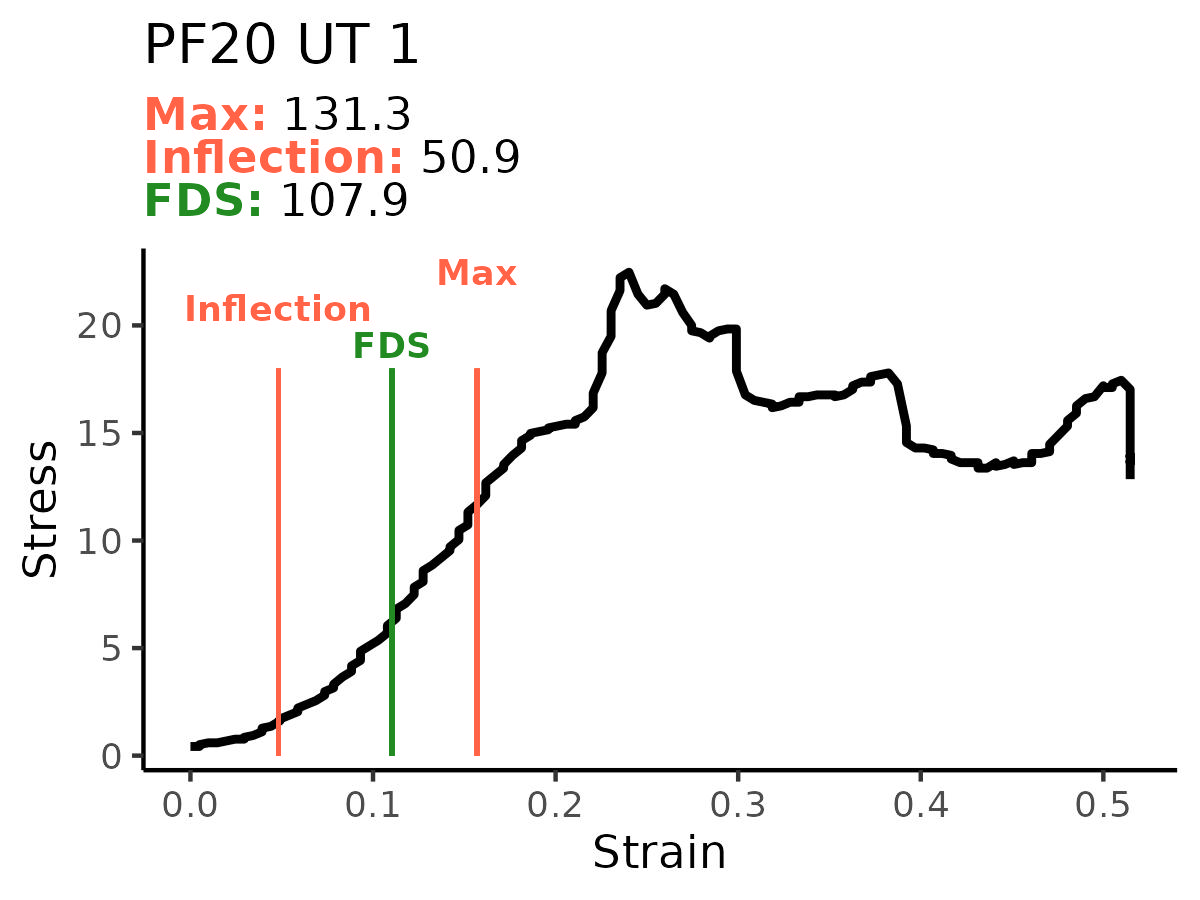 PF20 UT 1
Max: 131.3
Inflection: 50.9
FDS: 107.9
Max
Inflection
FDS
20
15
10
5
0
Stress
0.0 0.1 0.2 0.3 0.4 0.5
Strain